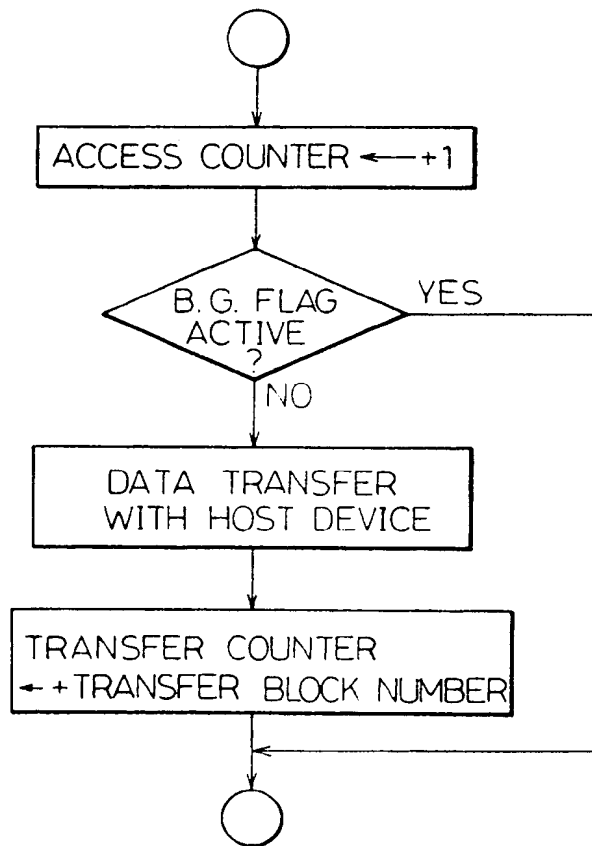 ACCESS COUNTER ← +1
B.G. FLAG
ACTIVE
?
YES
NO
DATA TRANSFER
WITH HOST DEVICE
TRANSFER COUNTER
← +TRANSFER BLOCK NUMBER